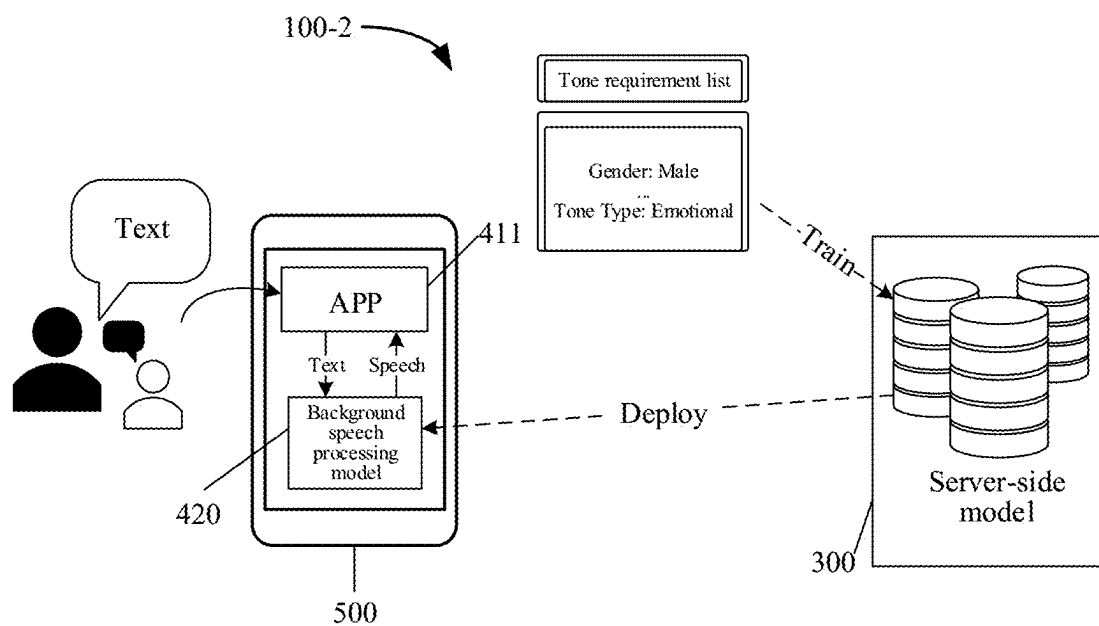 100-2
Tone requirement list
Gender: Male
...
Tone Type: Emotional
Text
411
Train
APP
Text
Speech
Deploy
Background
speech
processing
model
420
Server-side
model
300
500